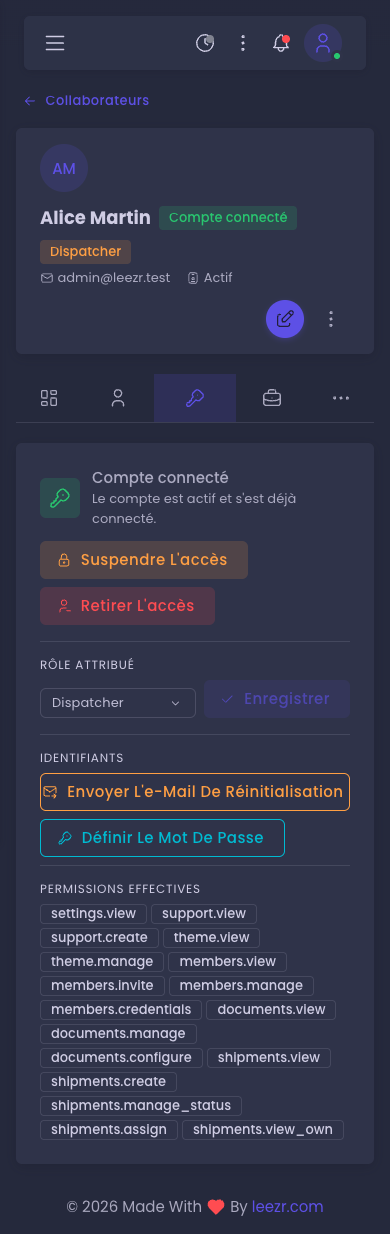 Collaborateurs
AM
Alice Martin Compte connecté
Dispatcher
admin@leezr.test Actif
Compte connecté
Le compte est actif et s'est déjà
connecté.
Suspendre L'accès
Retirer L'accès
RÔLE ATTRIBUÉ
Dispatcher Enregistrer
IDENTIFIANTS
Envoyer L'e-Mail De Réinitialisation
Définir Le Mot De Passe
PERMISSIONS EFFECTIVES
settings.view support.view
support.create theme.view
theme.manage members.view
members.invite members.manage
members.credentials documents.view
documents.manage
documents.configure shipments.view
shipments.create
shipments.manage_status
shipments.assign shipments.view_own
© 2026 Made With By leezr.com